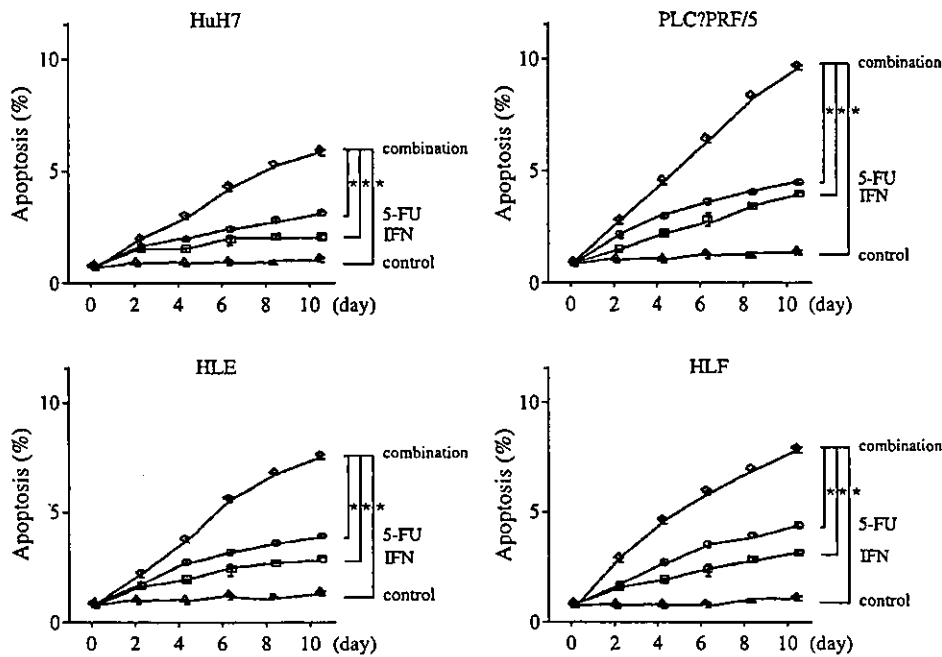 HuH7
Apoptosis (%)
10
5
0
0 2 4 6 8 10 (day)
combination
***
5-FU
IFN
control
PLC?PRF/5
Apoptosis (%)
10
5
0
0 2 4 6 8 10 (day)
combination
***
5-FU
IFN
control
HLE
Apoptosis (%)
10
5
0
0 2 4 6 8 10 (day)
combination
***
5-FU
IFN
control
HLF
Apoptosis (%)
10
5
0
0 2 4 6 8 10 (day)
combination
***
5-FU
IFN
control